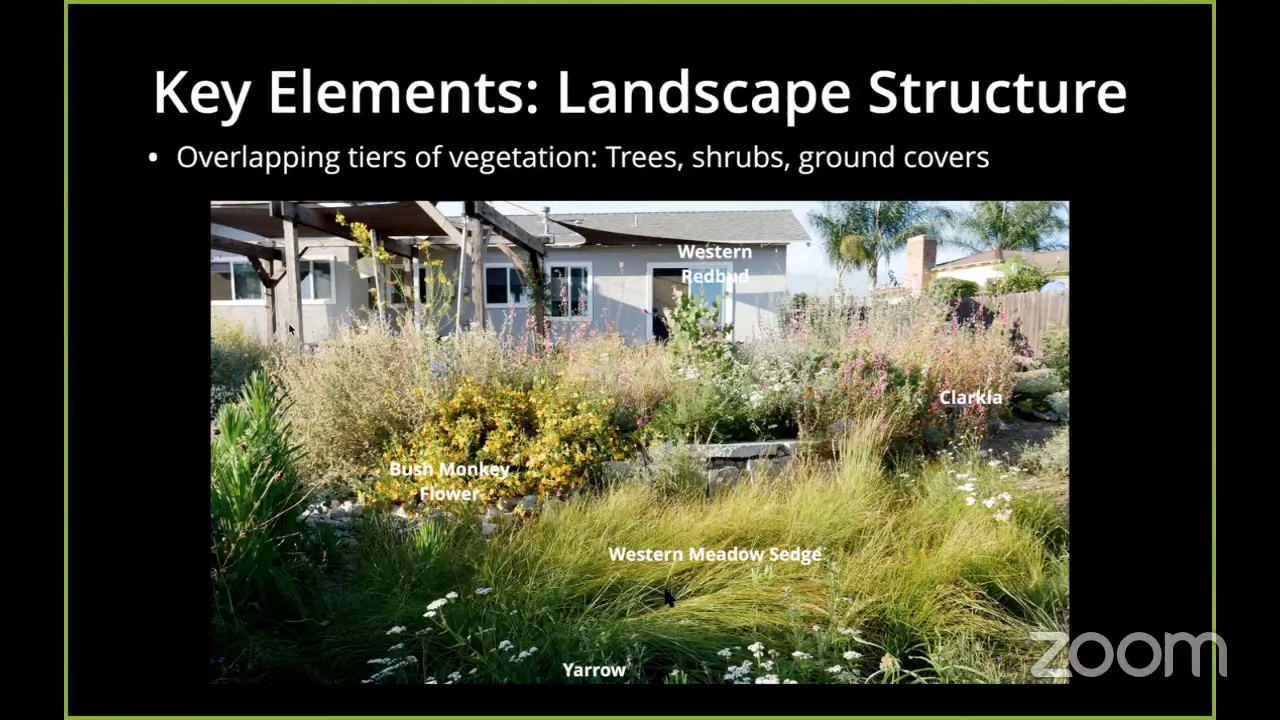 Key Elements: Landscape Structure
• Overlapping tiers of vegetation: Trees, shrubs, ground covers
Western
Redbud
Clarkia
Bush Monkey
Flower
Western Meadow Sedge
Yarrow
zoom